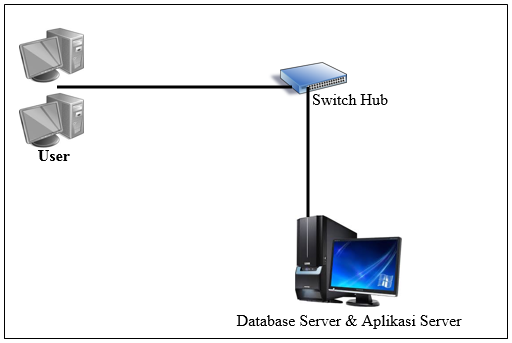 Switch Hub
User
Database Server & Aplikasi Server